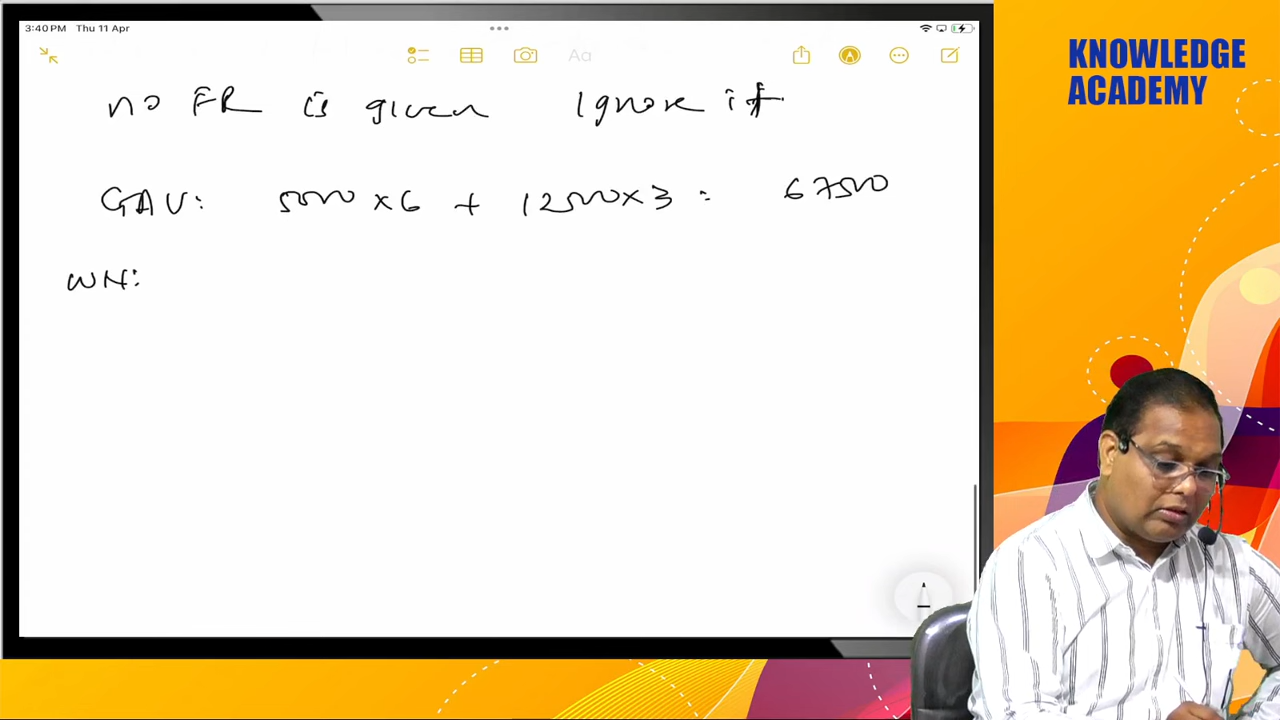 3:40 PM Thu 11 Apr
KNOWLEDGE
ACADEMY
Aa
no FR is given Ignore it
GAV: 5000 × 6 + 12500 × 3 = 67500
WN: